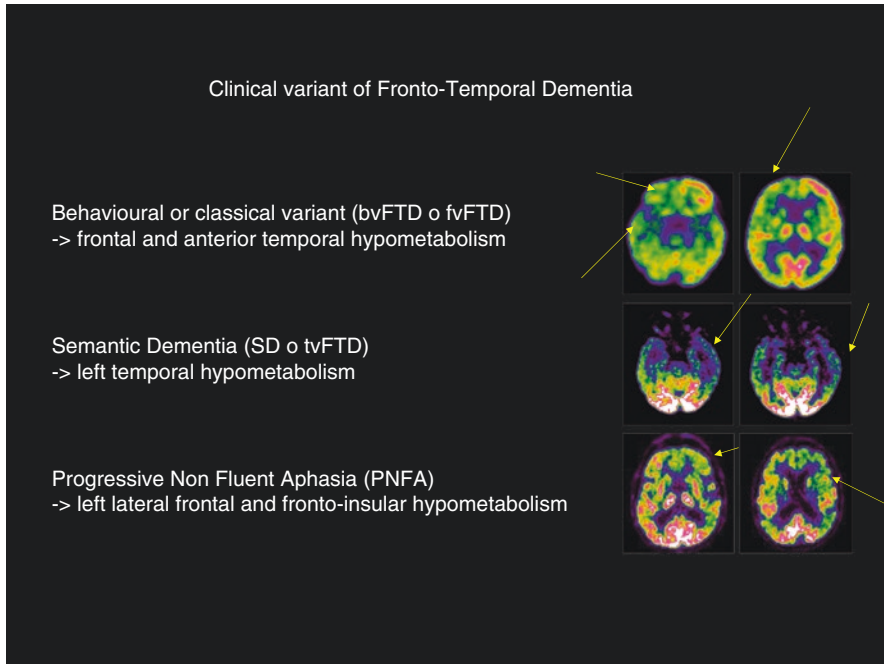 Clinical variant of Fronto-Temporal Dementia
Behavioural or classical variant (bvFTD o fvFTD)
-> frontal and anterior temporal hypometabolism
Semantic Dementia (SD o tvFTD)
-> left temporal hypometabolism
Progressive Non Fluent Aphasia (PNFA)
-> left lateral frontal and fronto-insular hypometabolism